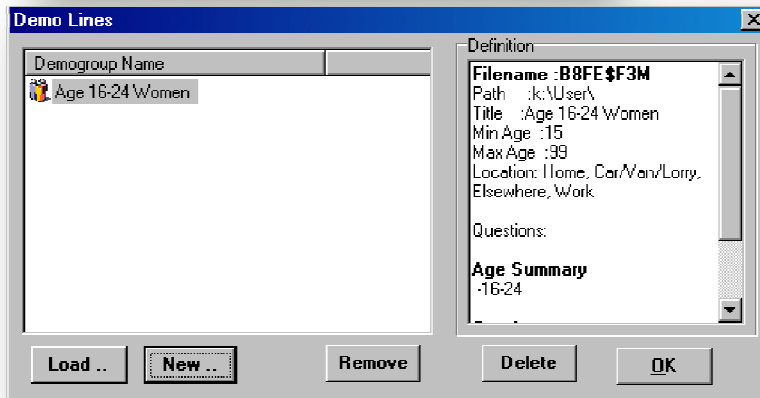 Demo Lines
Demogroup Name
Age 16-24 Women
Definition
Filename :B8FE$F3M
Path :k:\User\
Title :Age 16-24 Women
Min Age :15
Max Age :99
Location: Home, Car/Van/Lorry,
Elsewhere, Work
Questions:
Age Summary
-16-24
Load ..
New ..
Remove
Delete
OK